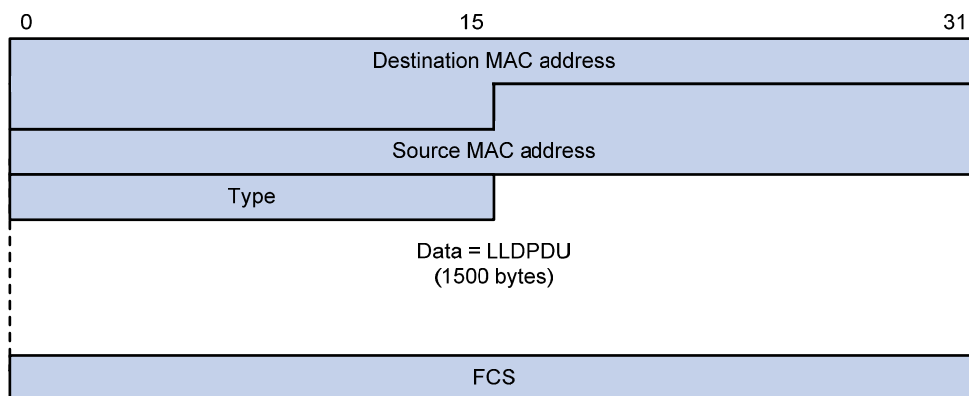 0 15 31
Destination MAC address
Source MAC address
Type
Data = LLDPDU
(1500 bytes)
FCS